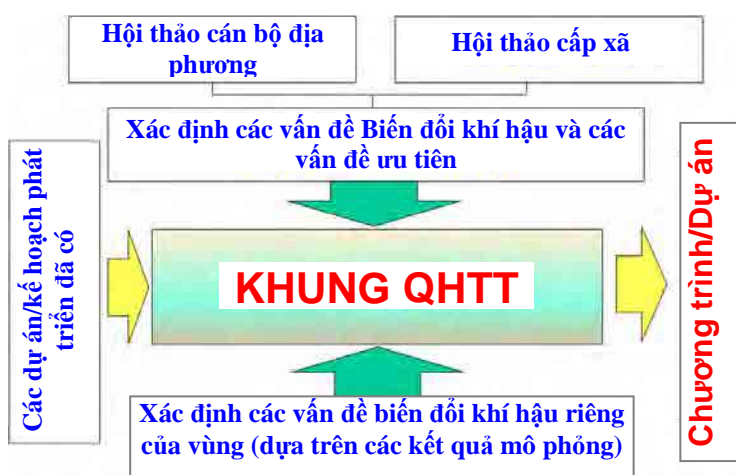 Hội thảo cán bộ địa
phương
Hội thảo cấp xã
Xác định các vấn đề Biến đổi khí hậu và các
vấn đề ưu tiên
Các dự án/kế hoạch phát
triển đã có
KHUNG QHTT
Chương trình/Dự án
Xác định các vấn đề biến đổi khí hậu riêng
của vùng (dựa trên các kết quả mô phỏng)